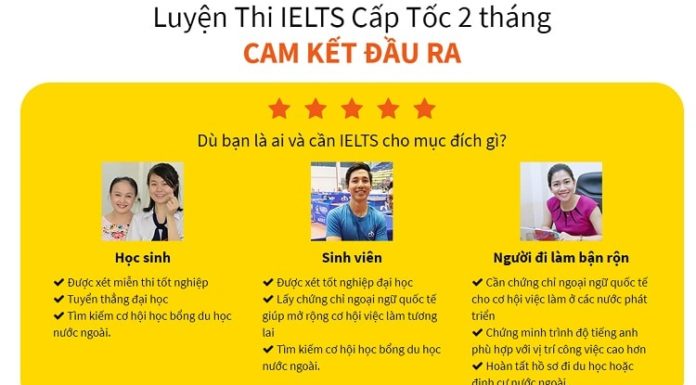 Luyện Thi IELTS Cấp Tốc 2 tháng
CAM KẾT ĐẦU RA
Dù bạn là ai và cần IELTS cho mục đích gì?
Học sinh
✔ Được xét miễn thi tốt nghiệp
✔ Tuyển thẳng đại học
✔ Tìm kiếm cơ hội học bổng du học
nước ngoài.
Sinh viên
✔ Được xét tốt nghiệp đại học
✔ Lấy chứng chỉ ngoại ngữ quốc tế
giúp mở rộng cơ hội việc làm tương
lai
✔ Tìm kiếm cơ hội học bổng du học
nước ngoài.
Người đi làm bận rộn
✔ Cần chứng chỉ ngoại ngữ quốc tế
cho cơ hội việc làm ở các nước phát
triển
✔ Chứng minh trình độ tiếng anh
phù hợp với vị trí công việc cao hơn
✔ Hoàn tất hồ sơ đi du học hoặc
định cư nước ngoài